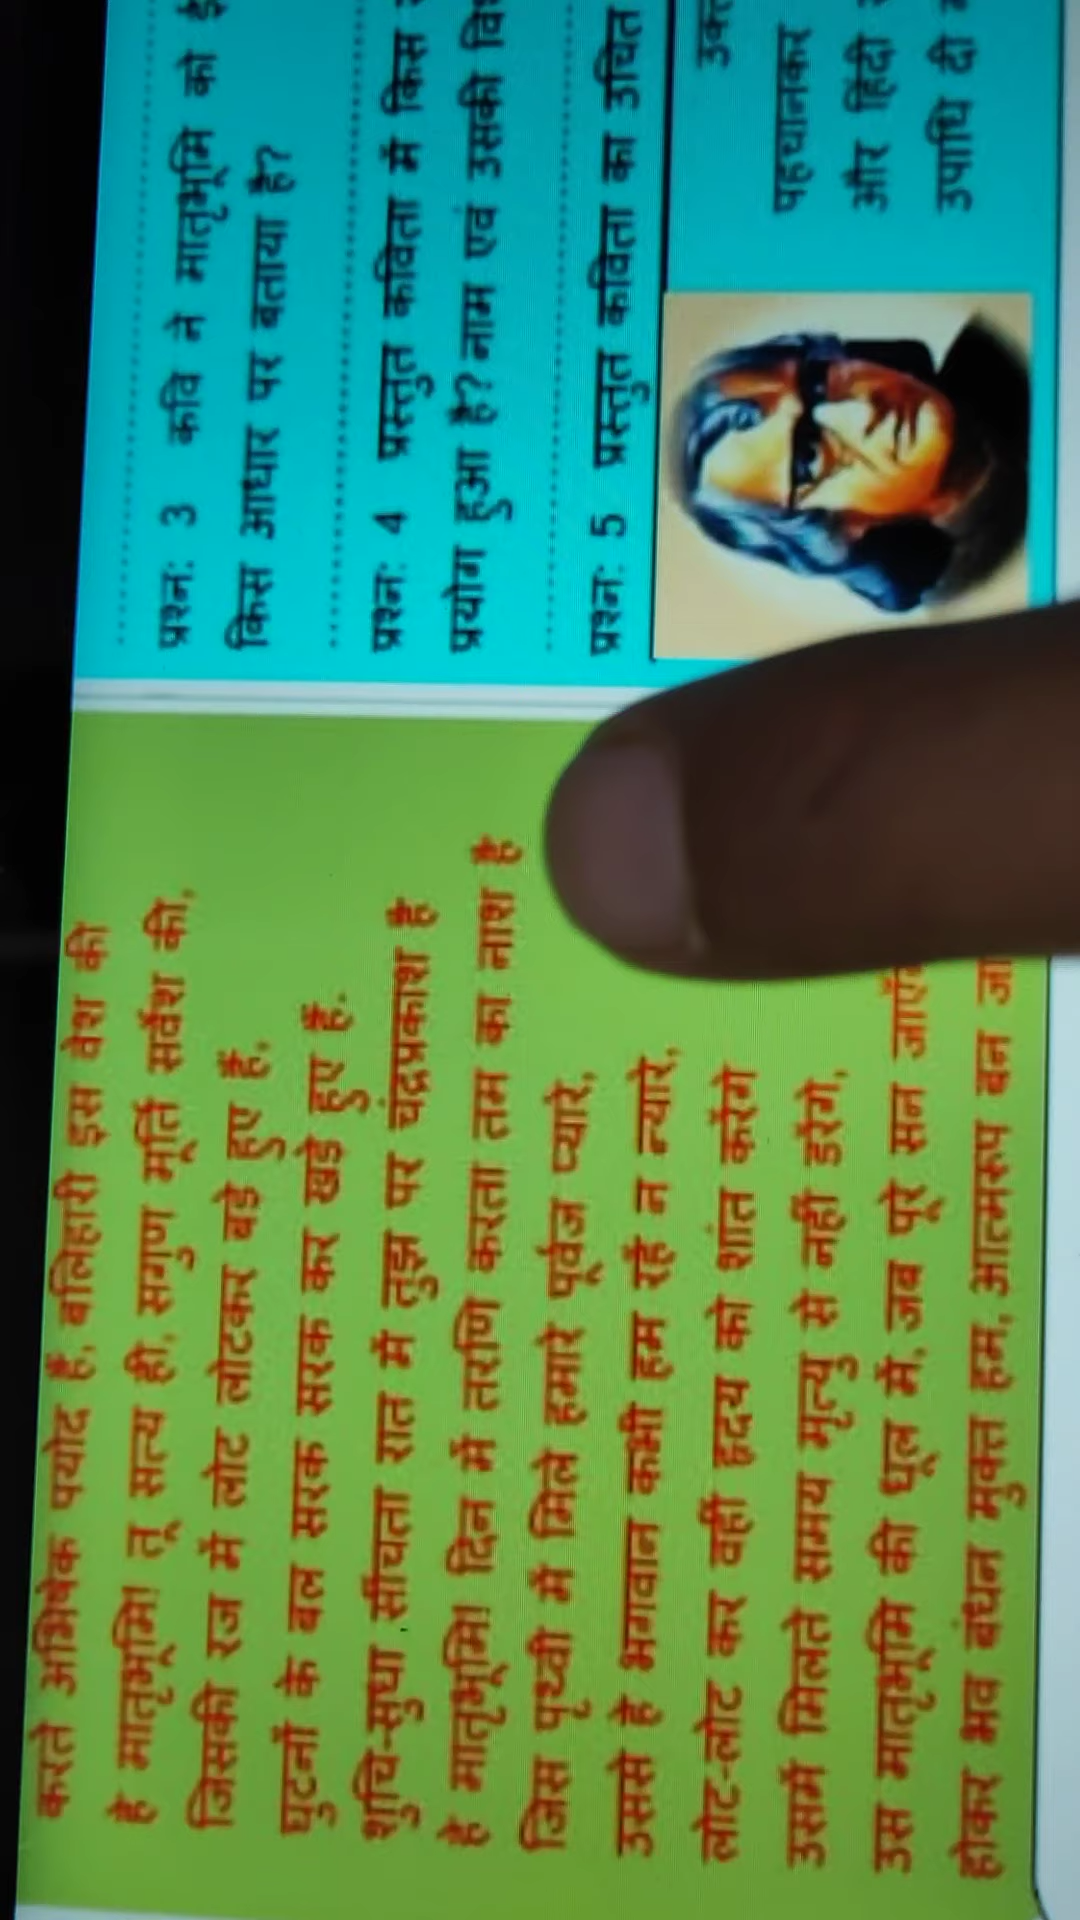 करते अभिषेक पयोद हैं, बलिहारी इस वेश की
हे मातृभूमि! तू सत्य ही, सगुण मूर्ति सर्वेश की,
जिसकी रज में लोट लोटकर बड़े हुए हैं,
घुटनों के बल सरक सरक कर खड़े हुए हैं.
शुचि-सुधा सींचता रात में तुझ पर चंद्रप्रकाश है
हे मातृभूमि! दिन में तरणि करता तम का नाश है
जिस पृथ्वी में मिले हमारे पूर्वज प्यारे,
उससे हे भगवान कभी हम रहें न न्यारे,
लोट-लोट कर वहीं हृदय को शांत करेंगे
उसमें मिलते समय मृत्यु से नहीं डरेंगे,
उस मातृभूमि की धूल में, जब पूरे सन
होकर भव बंधन मुक्त हम, आत्मरूप बन
प्रश्न: 3 कवि ने मातृभूमि को
किस आधार पर बताया है?
प्रश्न: 4 प्रस्तुत कविता में किस
प्रयोग हुआ है? नाम एवं उसकी
प्रश्न: 5 प्रस्तुत कविता का उचित
पहचानकर
और हिंदी
उपाधि दी